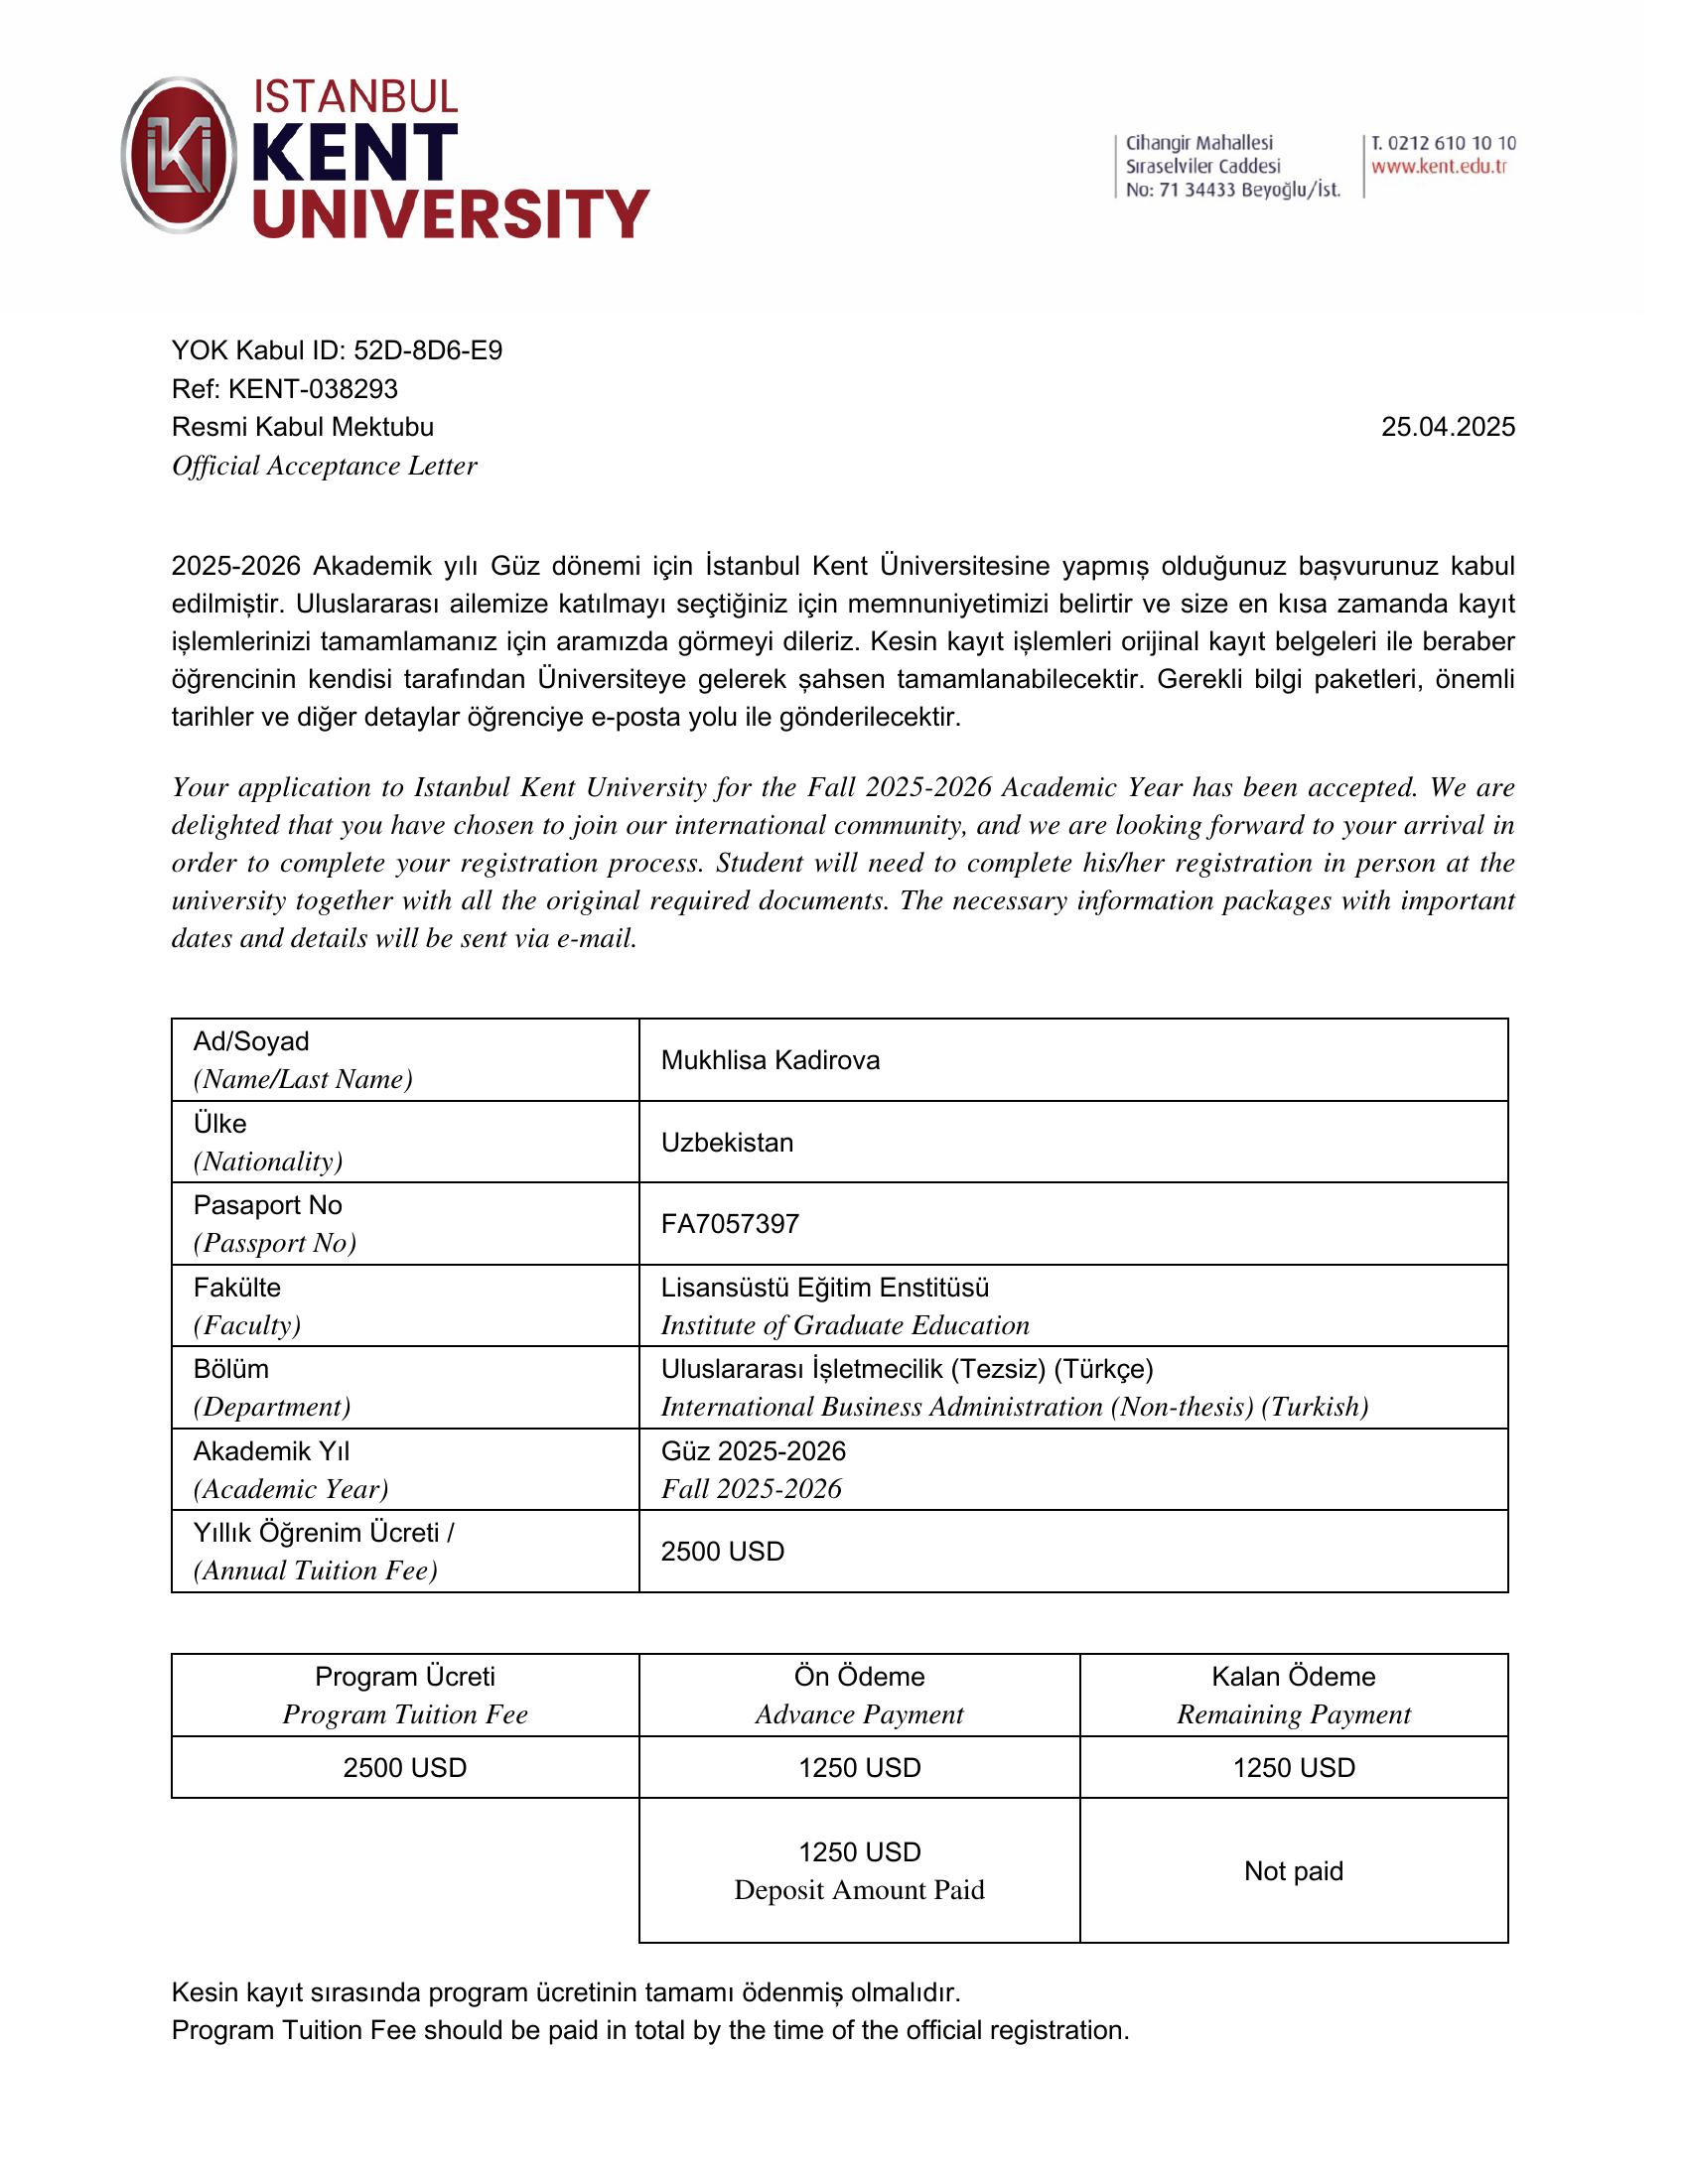 ISTANBUL
KENT
UNIVERSITY
Cihangir Mahallesi
Sıraselviler Caddesi
No: 71 34433 Beyoğlu/İst.
T. 0212 610 10 10
www.kent.edu.tr
YOK Kabul ID: 52D-8D6-E9
Ref: KENT-038293
Resmi Kabul Mektubu
25.04.2025
Official Acceptance Letter
2025-2026 Akademik yılı Güz dönemi için İstanbul Kent Üniversitesine yapmış olduğunuz başvurunuz kabul
edilmiştir. Uluslararası ailemize katılmayı seçtiğiniz için memnuniyetimizi belirtir ve size en kısa zamanda kayıt
işlemlerinizi tamamlamanız için aramızda görmeyi dileriz. Kesin kayıt işlemleri orijinal kayıt belgeleri ile beraber
öğrencinin kendisi tarafından Üniversiteye gelerek şahsen tamamlanabilecektir. Gerekli bilgi paketleri, önemli
tarihler ve diğer detaylar öğrenciye e-posta yolu ile gönderilecektir.
Your application to Istanbul Kent University for the Fall 2025-2026 Academic Year has been accepted. We are
delighted that you have chosen to join our international community, and we are looking forward to your arrival in
order to complete your registration process. Student will need to complete his/her registration in person at the
university together with all the original required documents. The necessary information packages with important
dates and details will be sent via e-mail.
Ad/Soyad
(Name/Last Name)
Mukhlisa Kadirova
Ülke
(Nationality)
Uzbekistan
Pasaport No
(Passport No)
FA7057397
Fakülte
(Faculty)
Lisansüstü Eğitim Enstitüsü
Institute of Graduate Education
Bölüm
(Department)
Uluslararası İşletmecilik (Tezsiz) (Türkçe)
International Business Administration (Non-thesis) (Turkish)
Akademik Yıl
(Academic Year)
Güz 2025-2026
Fall 2025-2026
Yıllık Öğrenim Ücreti /
(Annual Tuition Fee)
2500 USD
Program Ücreti
Program Tuition Fee
Ön Ödeme
Advance Payment
Kalan Ödeme
Remaining Payment
2500 USD
1250 USD
1250 USD
1250 USD
Deposit Amount Paid
Not paid
Kesin kayıt sırasında program ücretinin tamamı ödenmiş olmalıdır.
Program Tuition Fee should be paid in total by the time of the official registration.